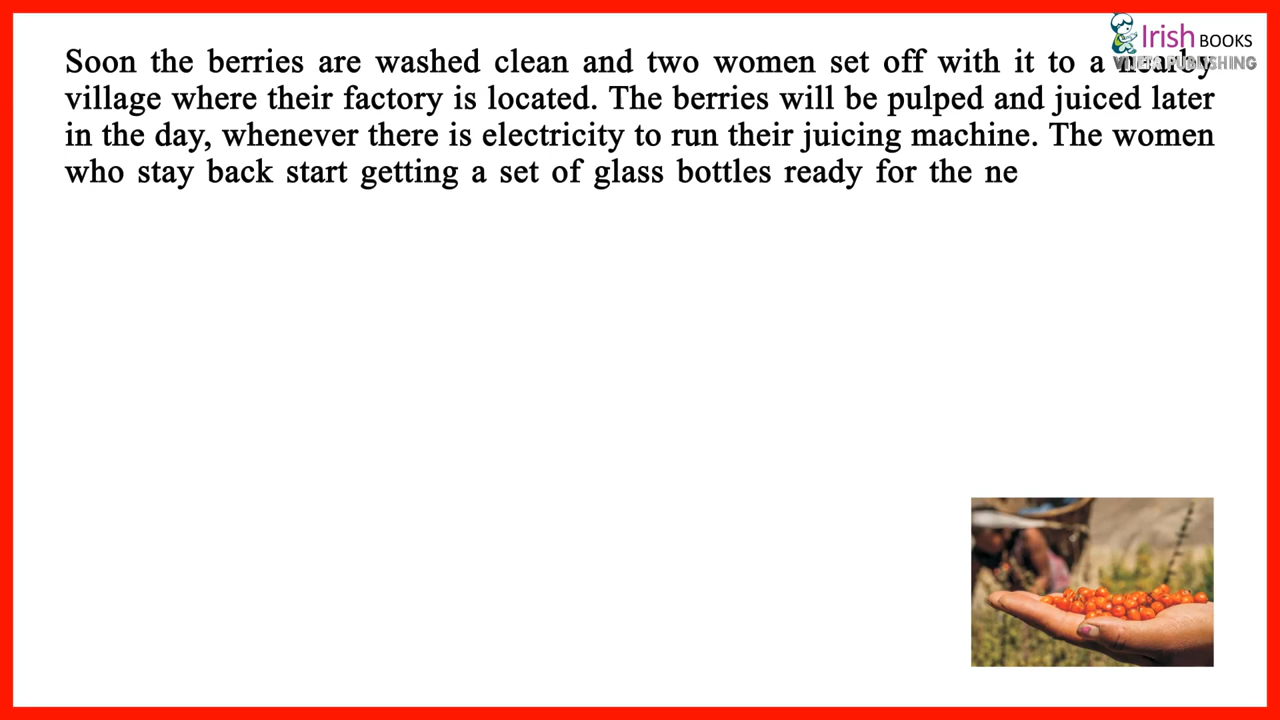 Irish BOOKS
Soon the berries are washed clean and two women set off with it to a nearby
village where their factory is located. The berries will be pulped and juiced later
in the day, whenever there is electricity to run their juicing machine. The women
who stay back start getting a set of glass bottles ready for the ne